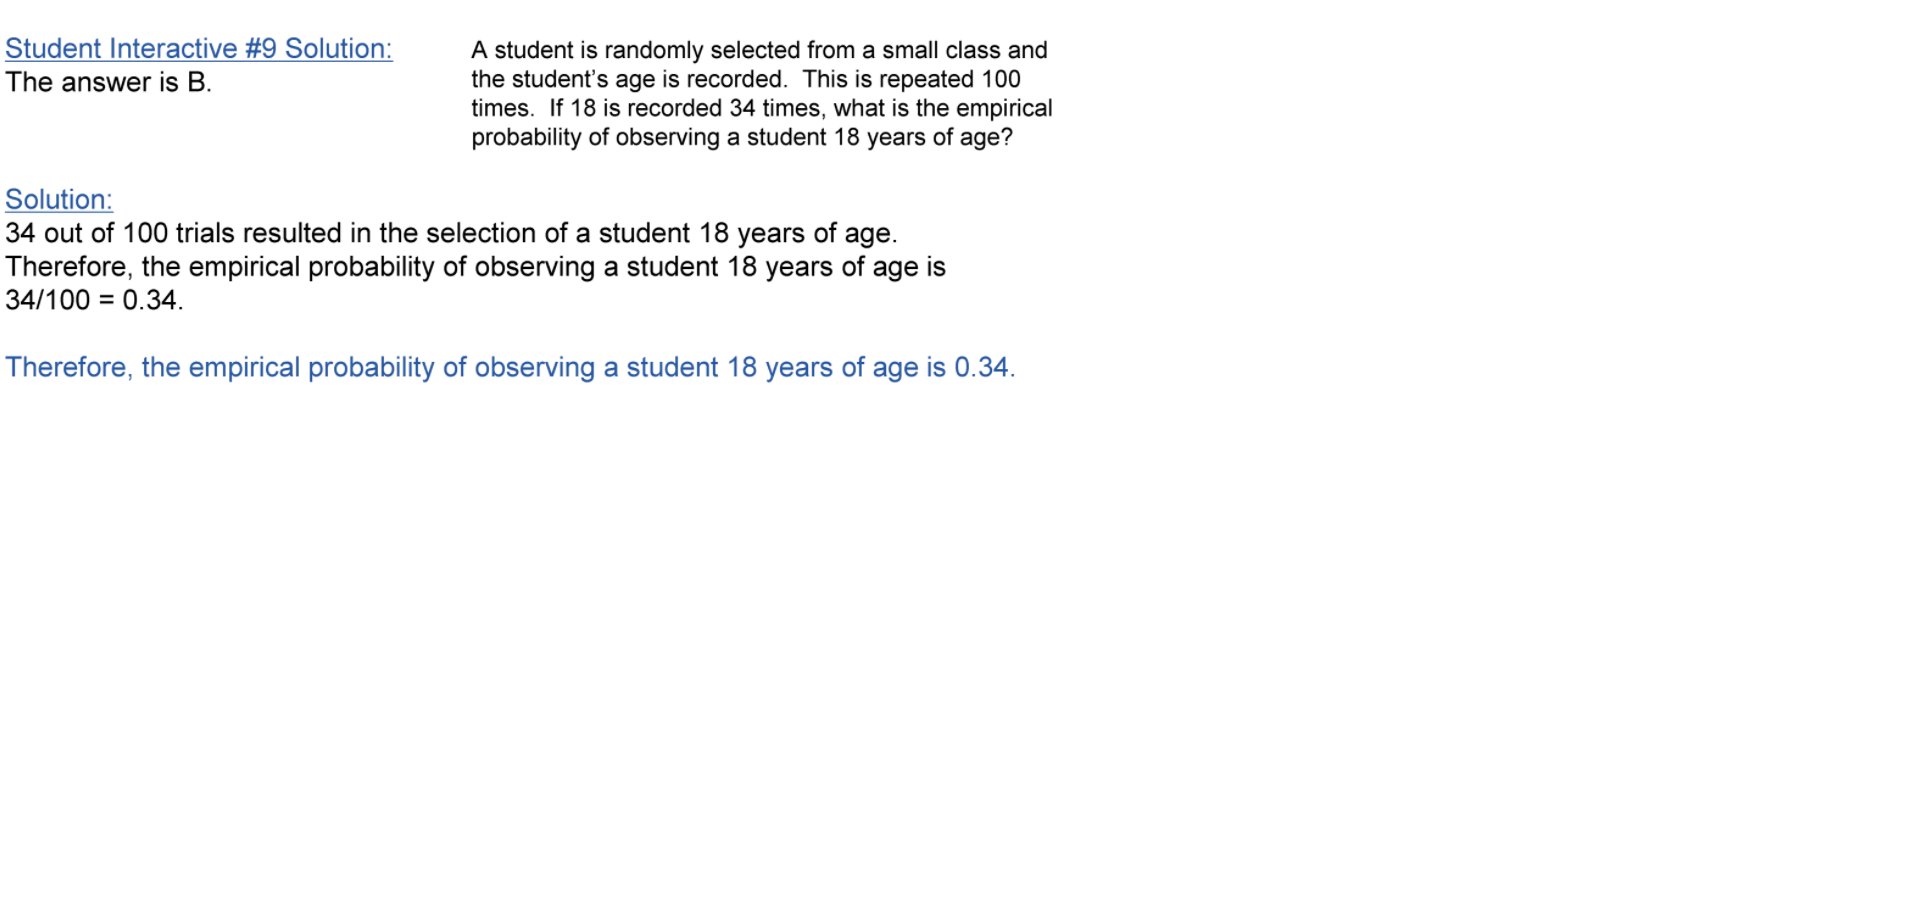 Student Interactive #9 Solution:
The answer is B.
A student is randomly selected from a small class and
the student’s age is recorded.  This is repeated 100
times.  If 18 is recorded 34 times, what is the empirical
probability of observing a student 18 years of age?
Solution:
34 out of 100 trials resulted in the selection of a student 18 years of age.
Therefore, the empirical probability of observing a student 18 years of age is
34/100 = 0.34.
Therefore, the empirical probability of observing a student 18 years of age is 0.34.